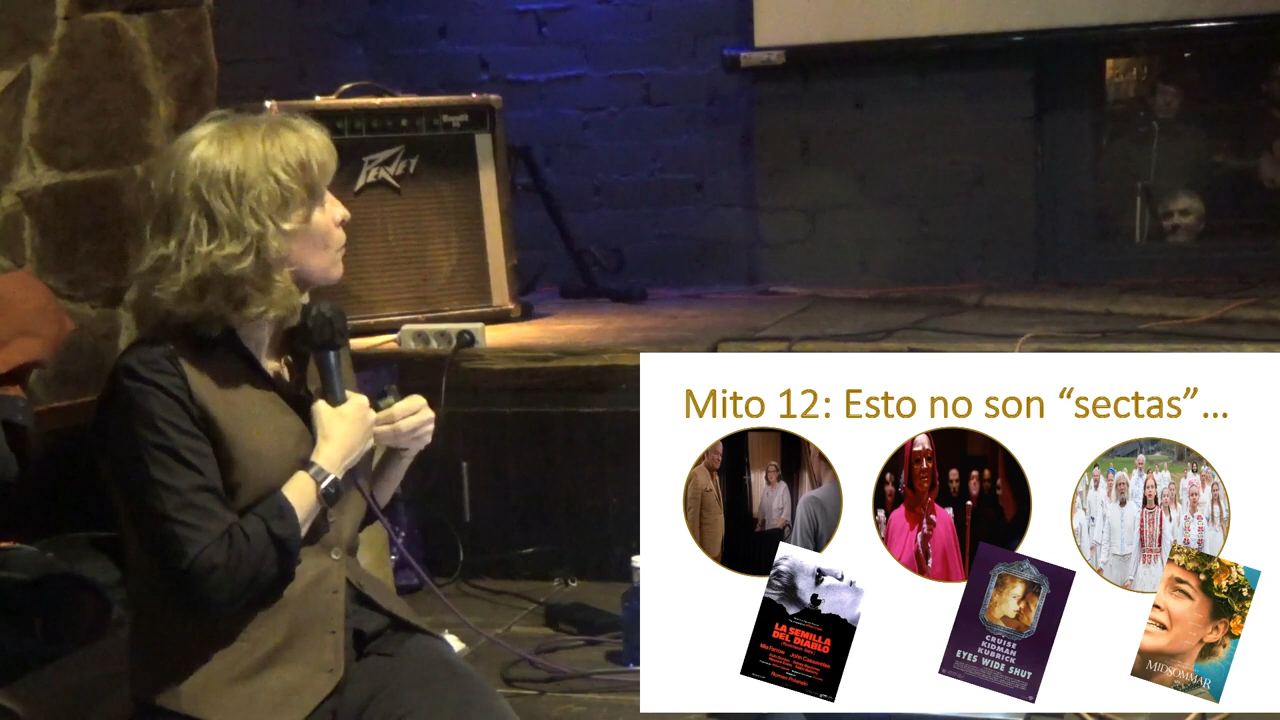 PEAVEY
Bandit
Mito 12: Esto no son “sectas”...
LA SEMILLA
DEL DIABLO
Mia Farrow John Cassavetes
Roman Polanski
CRUISE
KIDMAN
KUBRICK
EYES WIDE SHUT
MIDSOMMAR